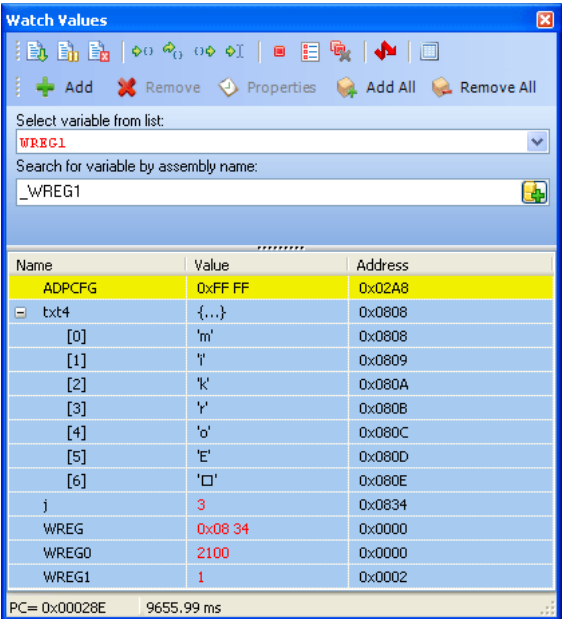 Watch Values
Add Remove Properties Add All Remove All
Select variable from list:
WREG1
Search for variable by assembly name:
_WREG1
Name Value Address
ADPCFG 0xFF FF 0x02A8
txt4 {...} 0x0808
[0] 'm' 0x0808
[1] 'i' 0x0809
[2] 'k' 0x080A
[3] 'r' 0x080B
[4] 'o' 0x080C
[5] 'E' 0x080D
[6] '□' 0x080E
j 3 0x0834
WREG 0x08 34 0x0000
WREG0 2100 0x0000
WREG1 1 0x0002
PC= 0x00028E 9655.99 ms